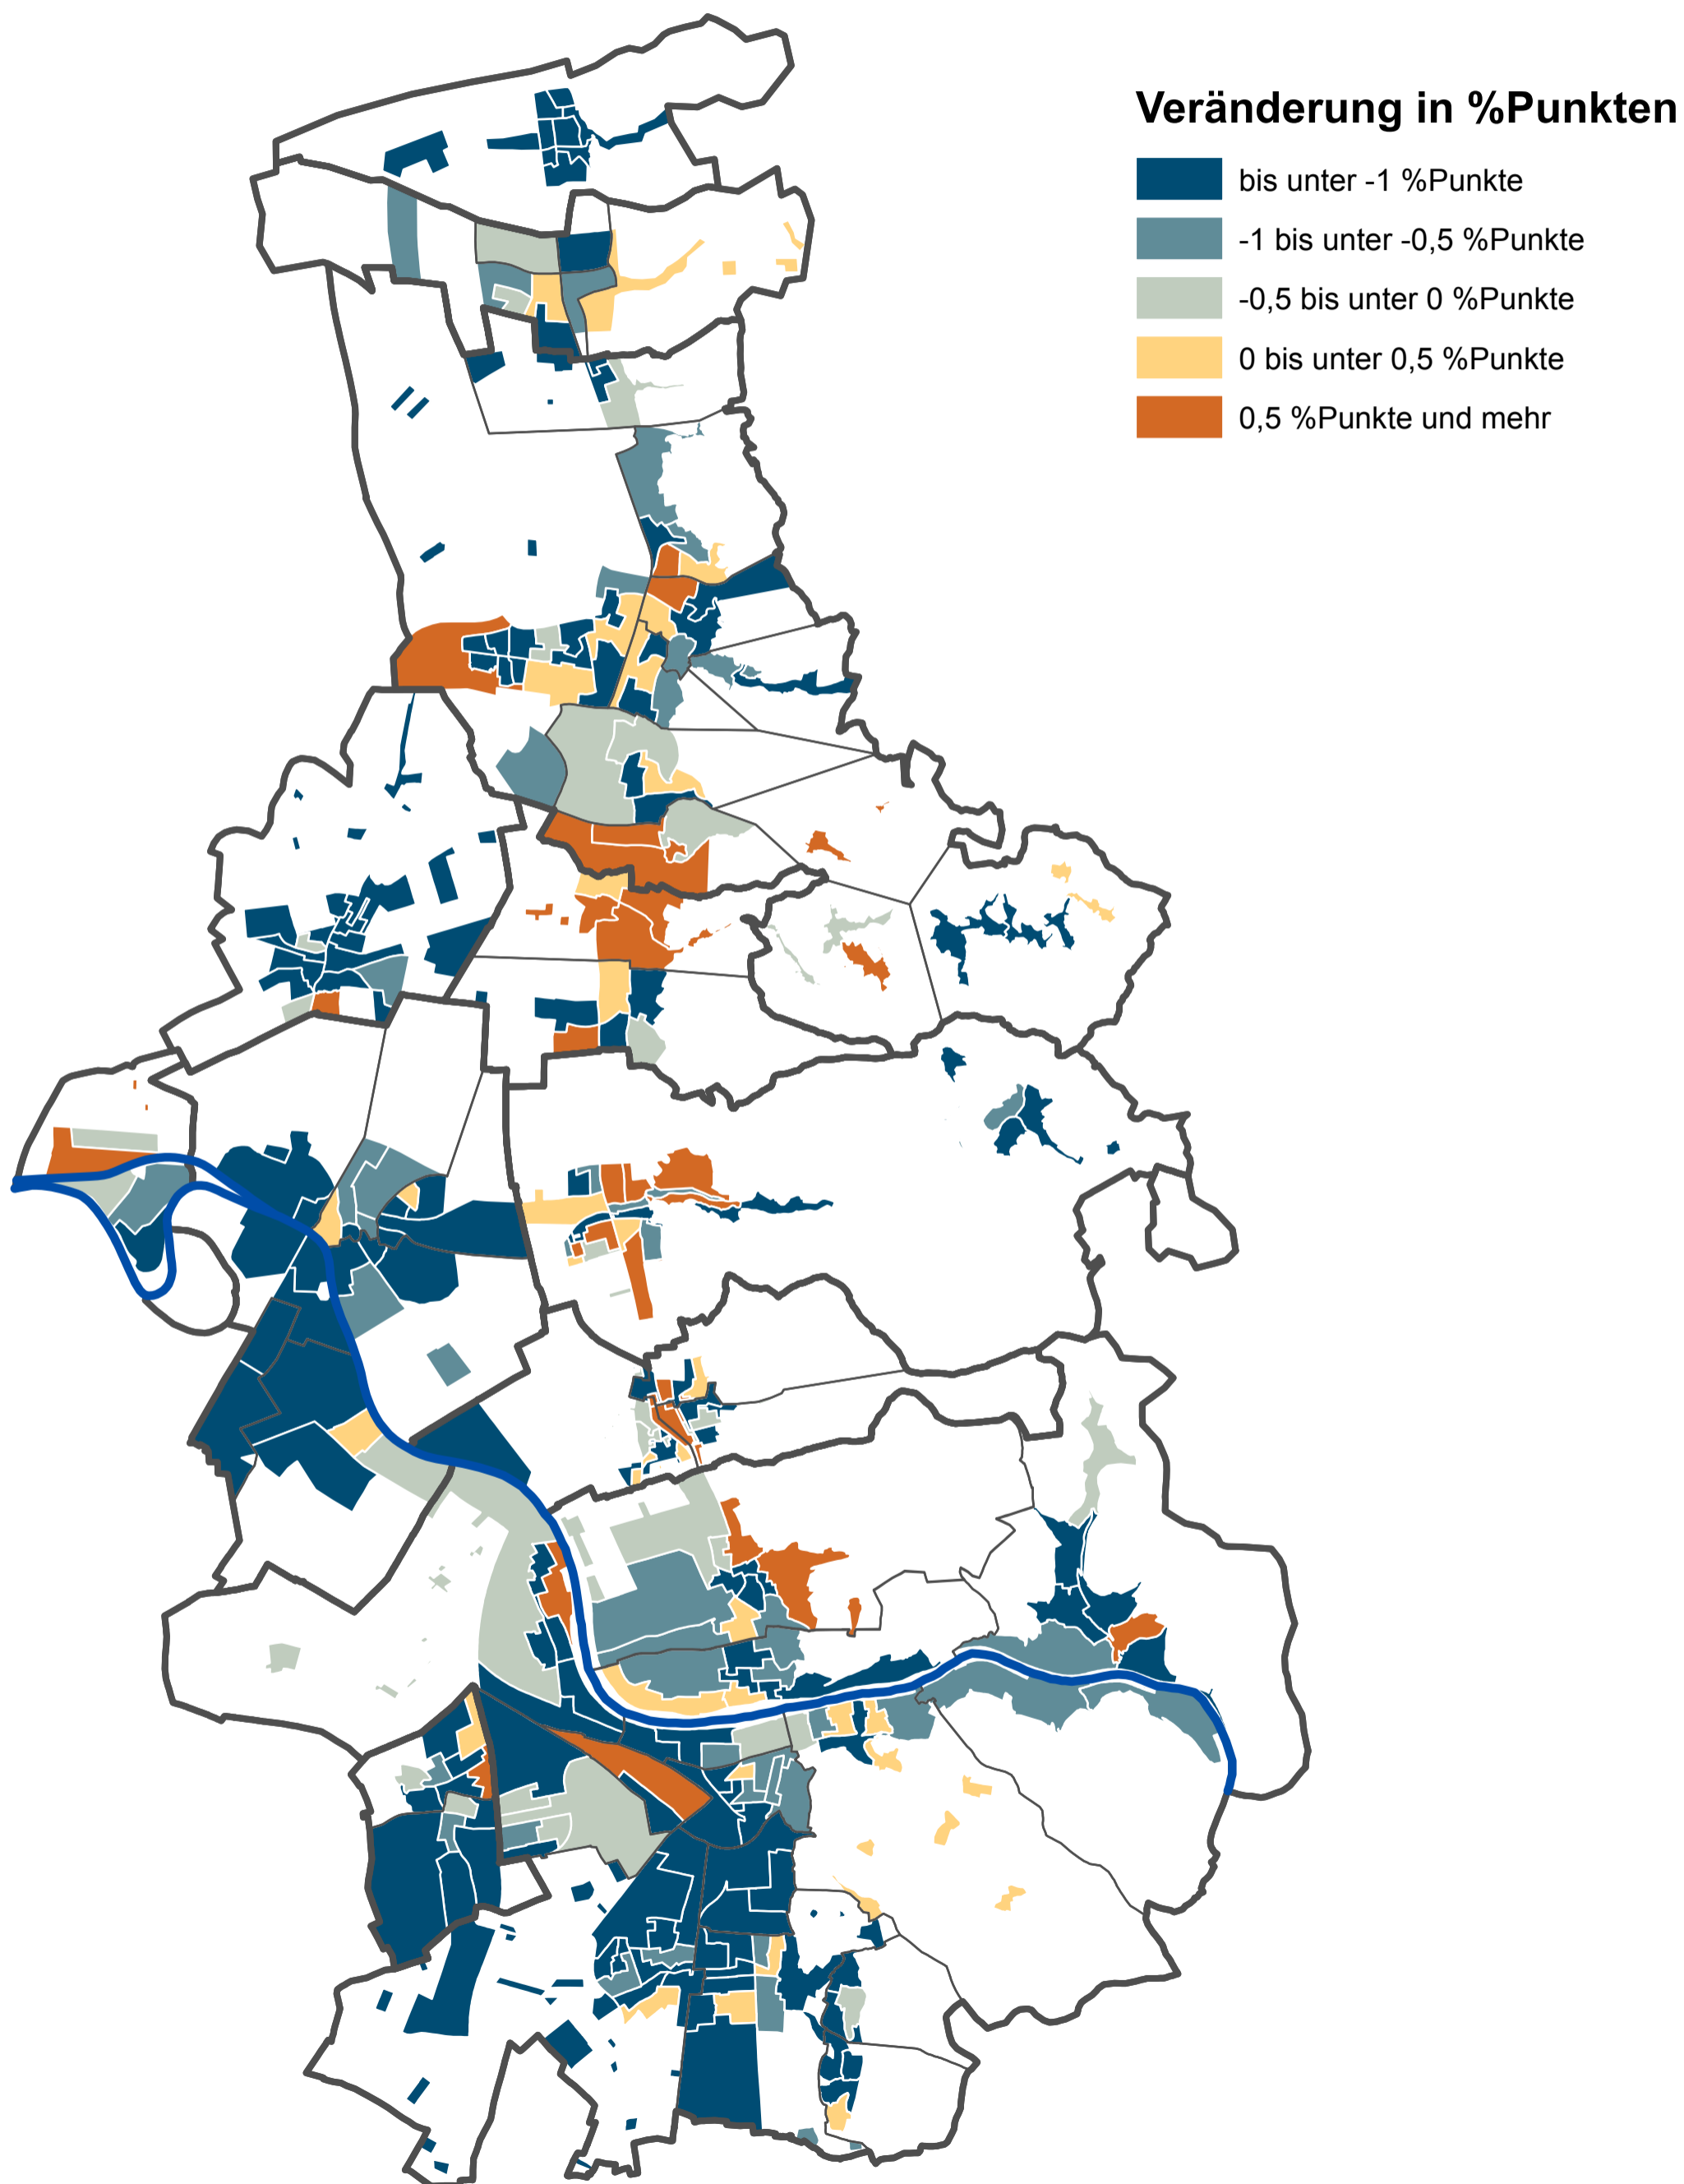 Veränderung in %Punkten
bis unter -1 %Punkte
-1 bis unter -0,5 %Punkte
-0,5 bis unter 0 %Punkte
0 bis unter 0,5 %Punkte
0,5 %Punkte und mehr